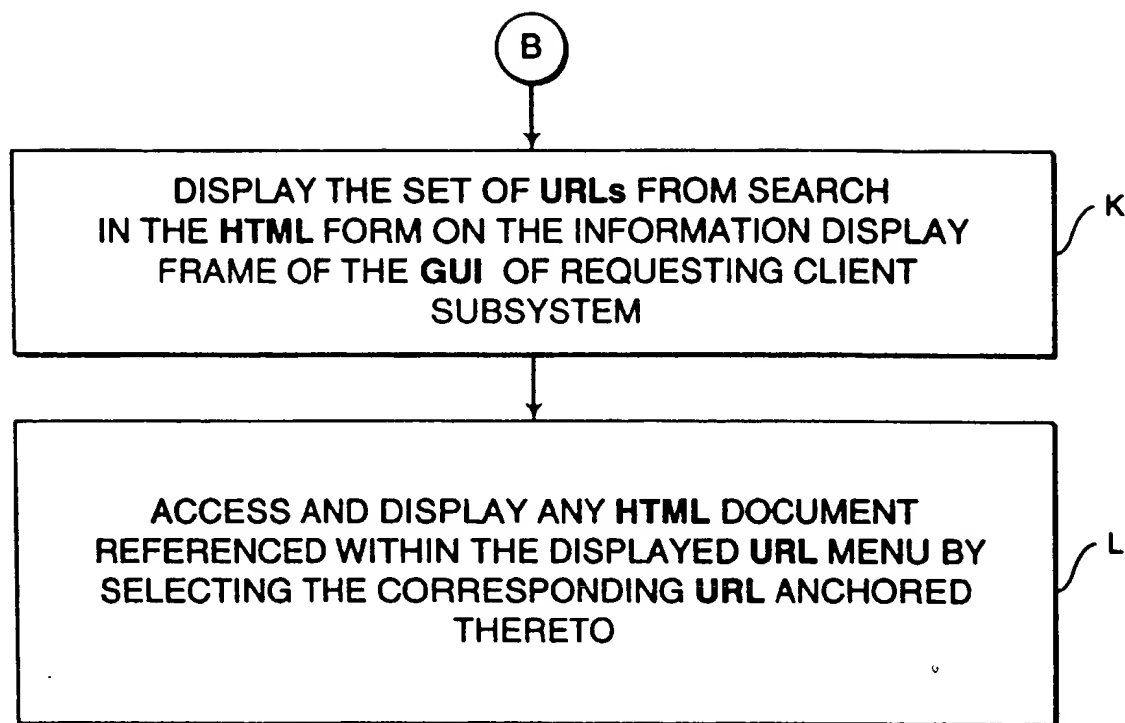 B
DISPLAY THE SET OF URLs FROM SEARCH
IN THE HTML FORM ON THE INFORMATION DISPLAY
FRAME OF THE GUI OF REQUESTING CLIENT
SUBSYSTEM
K
ACCESS AND DISPLAY ANY HTML DOCUMENT
REFERENCED WITHIN THE DISPLAYED URL MENU BY
SELECTING THE CORRESPONDING URL ANCHORED
THERETO
L